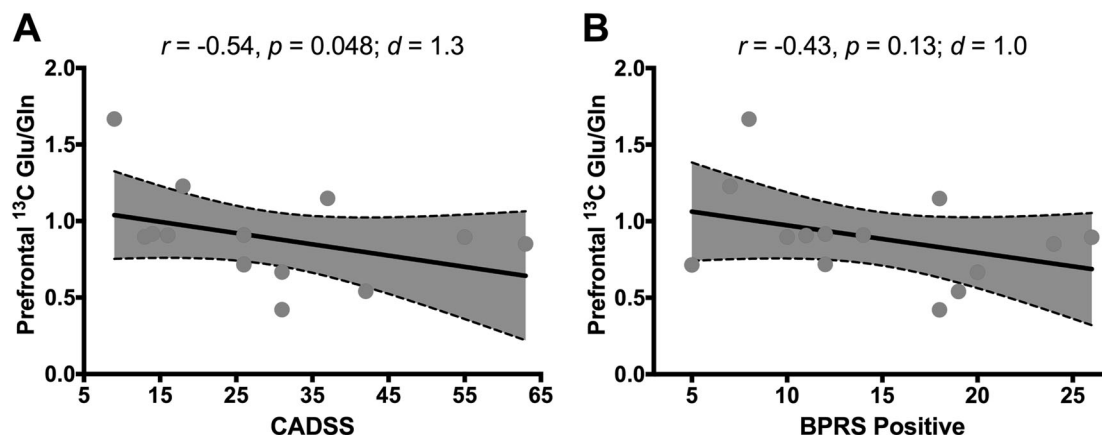 A
r = -0.54, p = 0.048; d = 1.3
Prefrontal ¹³C Glu/Gln
2.0
1.5
1.0
0.5
0.0
5 15 25 35 45 55 65
CADSS
B
r = -0.43, p = 0.13; d = 1.0
Prefrontal ¹³C Glu/Gln
2.0
1.5
1.0
0.5
0.0
5 10 15 20 25
BPRS Positive